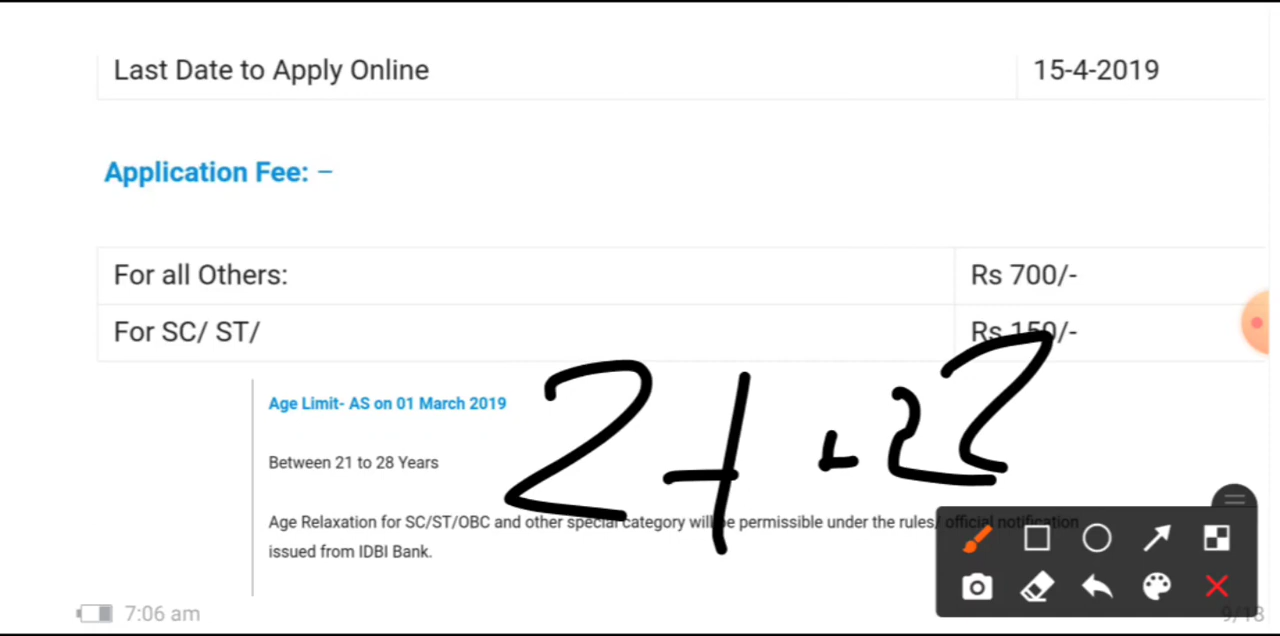 Last Date to Apply Online 15-4-2019
Application Fee: –
For all Others: Rs 700/-
For SC/ ST/ Rs 150/-
Age Limit- AS on 01 March 2019
Between 21 to 28 Years
Age Relaxation for SC/ST/OBC and other special category will be permissible under the rules/ official notification
issued from IDBI Bank.
7:06 am 9/13